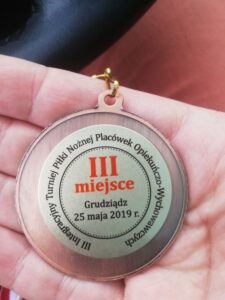 III Integracyjny Turniej Piłki Nożnej Placówek Opiekuńczo-Wychowawczych
III
miejsce
Grudziądz
25 maja 2019 r.